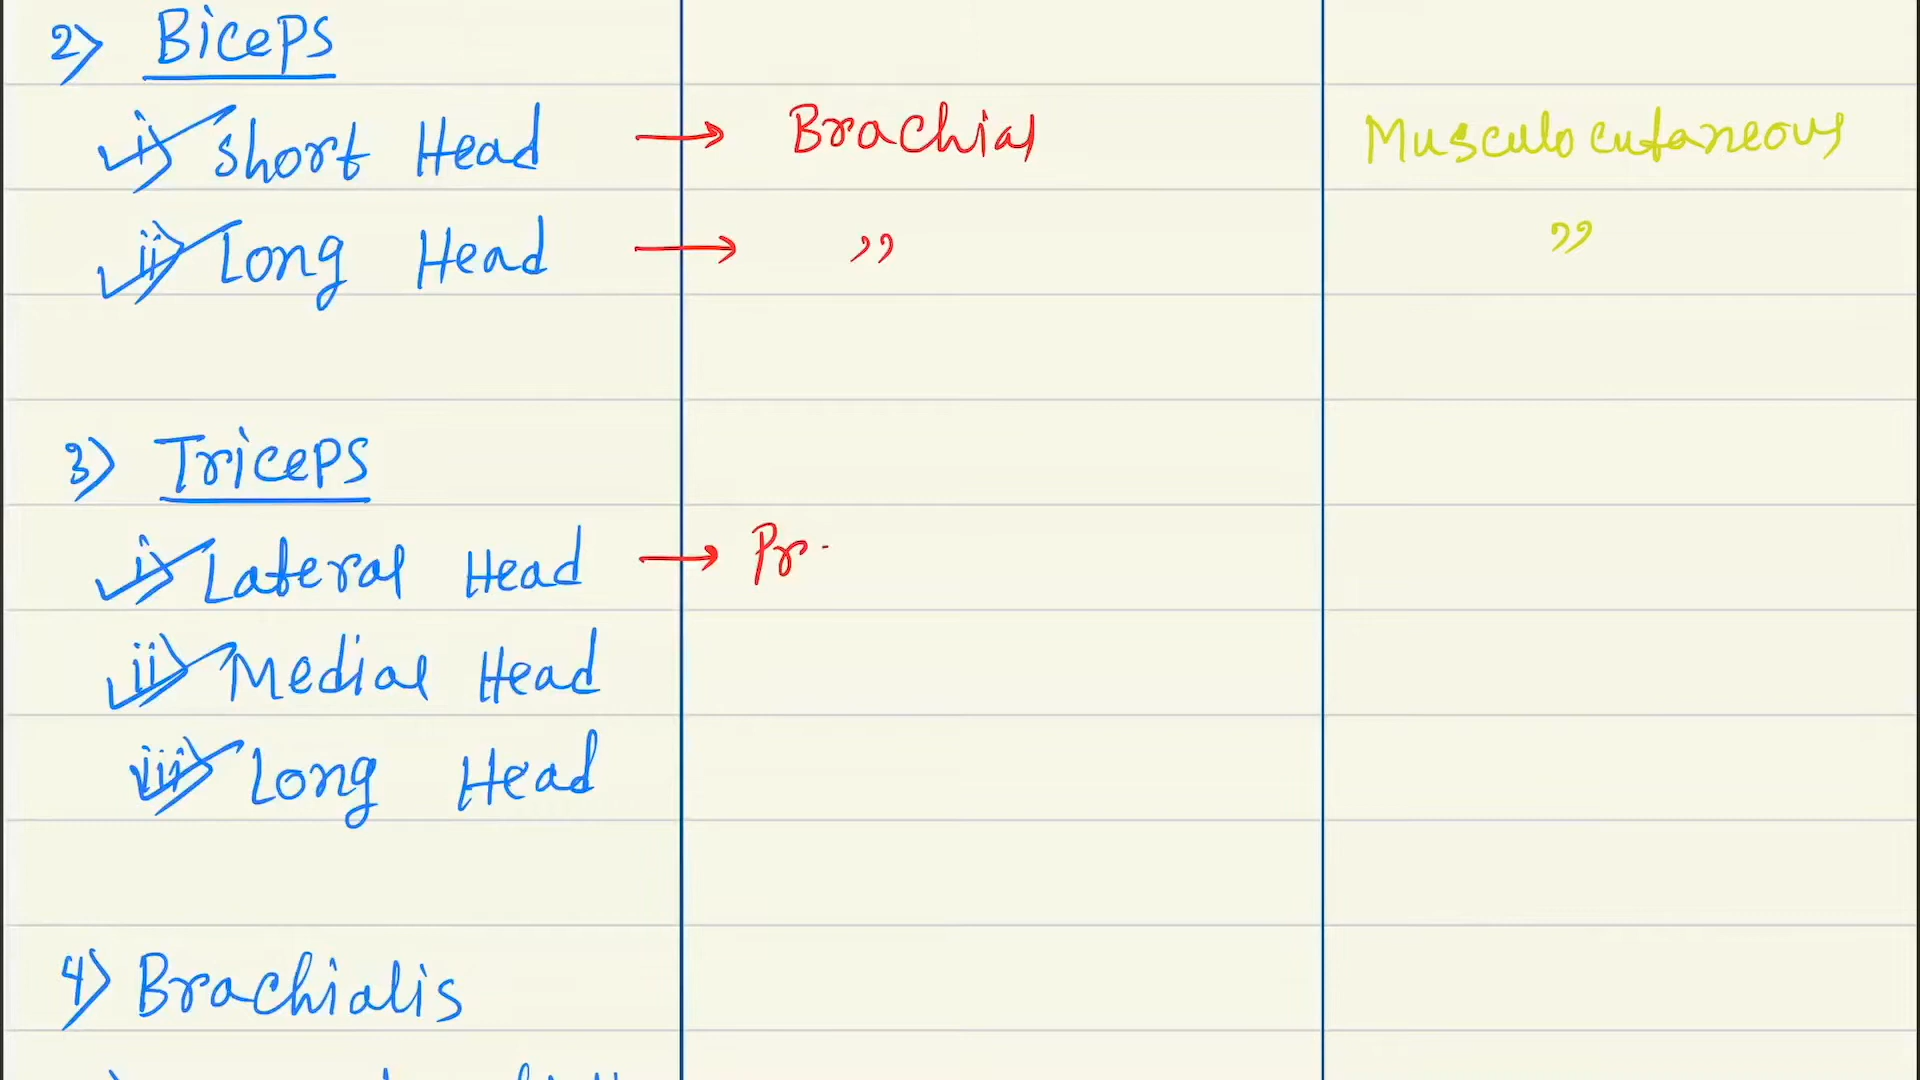 2) Biceps
i) Short Head → Brachial Musculocutaneous
ii) Long Head → ,, ,,
3) Triceps
i) Lateral Head → Pr
ii) Medial Head
iii) Long Head
4) Brachialis